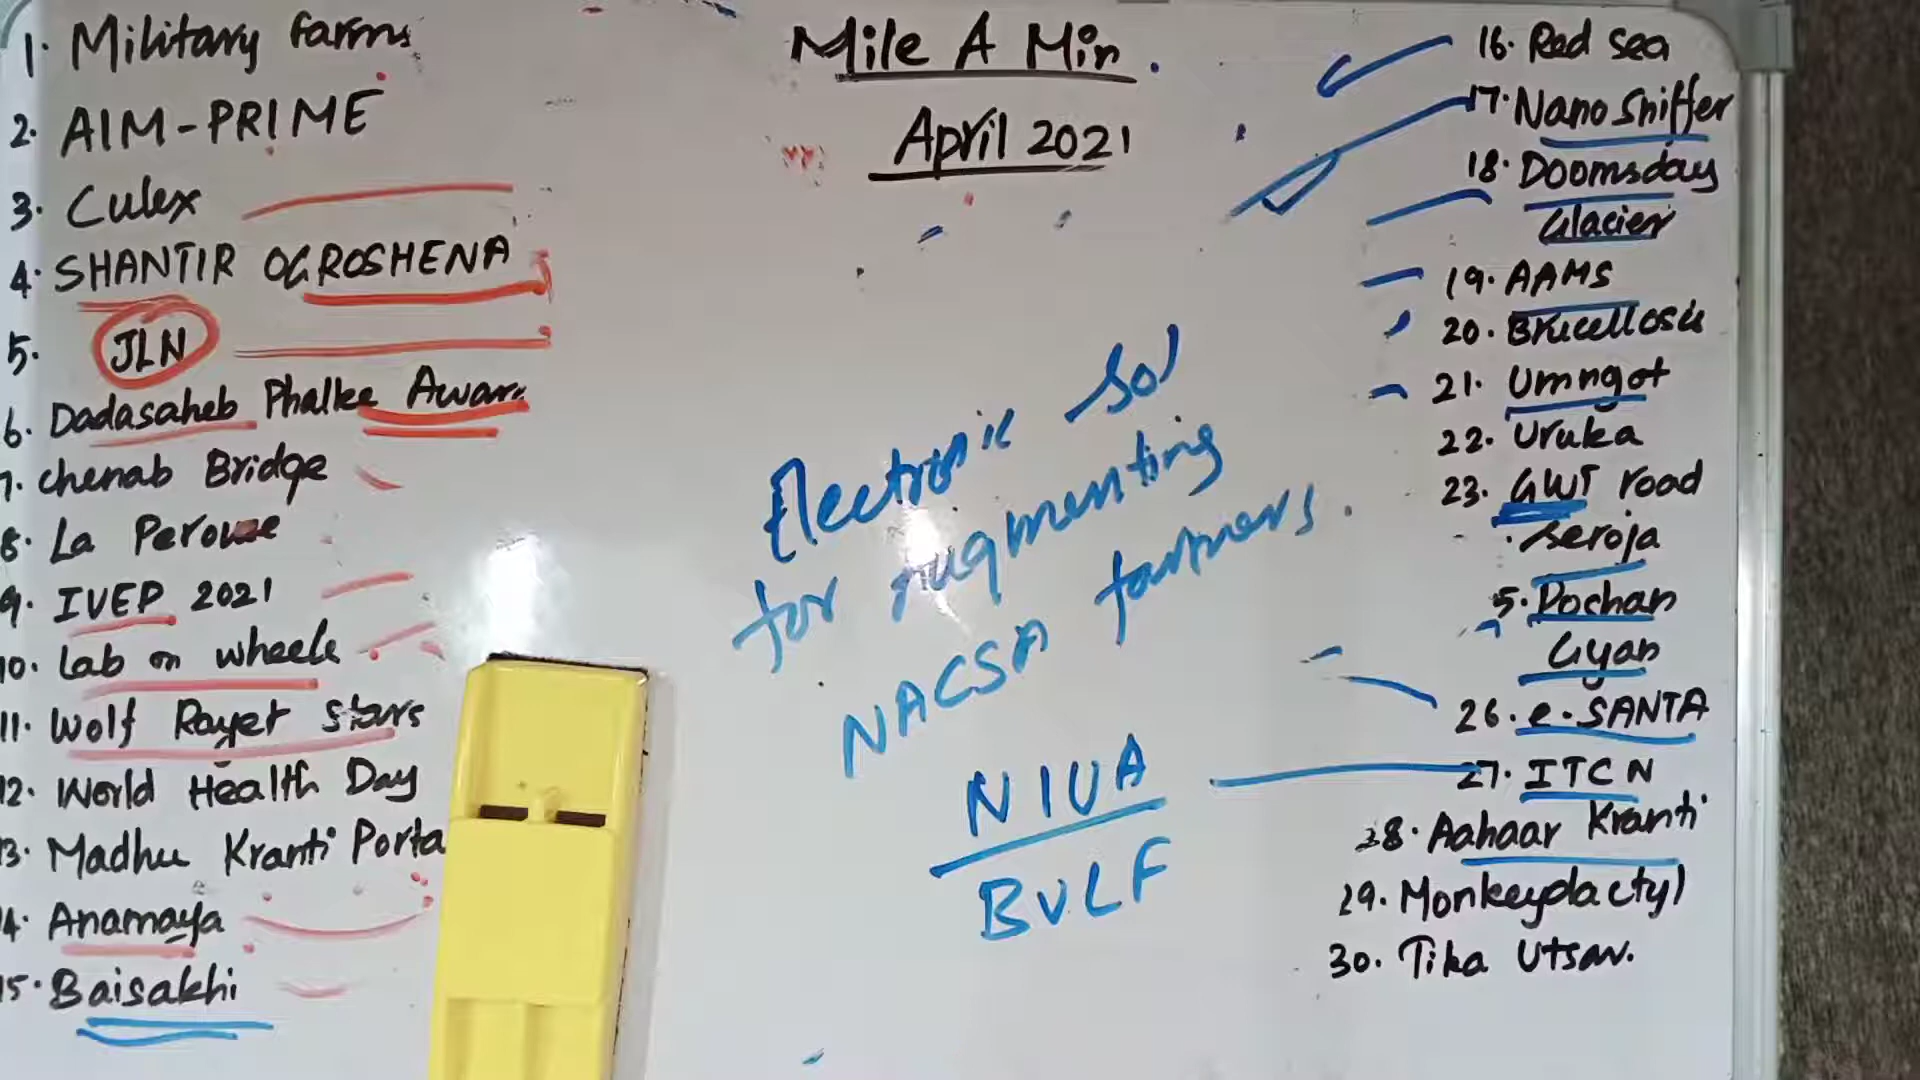 Mile A Min.
April 2021
1. Military farms
2. AIM-PRIME
3. Culex
4. SHANTIR OGROSHENA
5. JLN
6. Dadasaheb Phalke Awar
7. Chenab Bridge
8. La Perouse
9. IVEP 2021
10. Lab on wheels
11. Wolf Rayet Stars
12. World Health Day
13. Madhu Kranti Porta
14. Anamaya
15. Baisakhi
Electronic Sol
for augmenting
NACSA farmers.
NIUA
BVLF
16. Red sea
17. Nano Sniffer
18. Doomsday
Glacier
19. AAMS
20. Brucellosis
21. Umngot
22. Uruka
23. GWT road
. Seroja
5. Poshan
Gyan
26. e.SANTA
27. ITCN
28. Aahaar Kranti
29. Monkeydactyl
30. Tika Utsav.